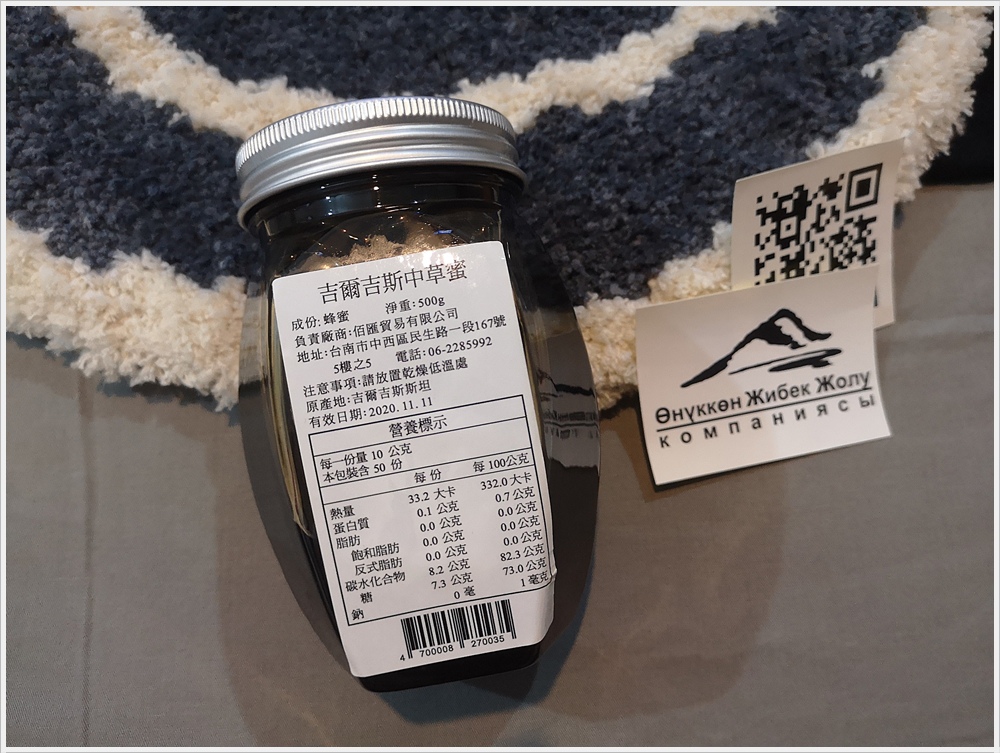 吉爾吉斯中草蜜
成份: 蜂蜜 淨重: 500g
負責廠商: 佰匯貿易有限公司
地址: 台南市中西區民生路一段167號
5樓之5 電話: 06-2285992
注意事項: 請放置乾燥低溫處
原產地: 吉爾吉斯斯坦
有效日期: 2020. 11. 11
營養標示
每一份量 10 公克
本包裝含 50 份
每 份 每 100公克
熱量 33.2 大卡 332.0 大卡
蛋白質 0.1 公克 0.7 公克
脂肪 0.0 公克 0.0 公克
飽和脂肪 0.0 公克 0.0 公克
反式脂肪 0.0 公克 0.0 公克
碳水化合物 8.2 公克 82.3 公克
糖 7.3 公克 73.0 公克
鈉 0 毫 1 毫克
4 700008 270035
Өнүккөн Жибек Жолу
компаниясы